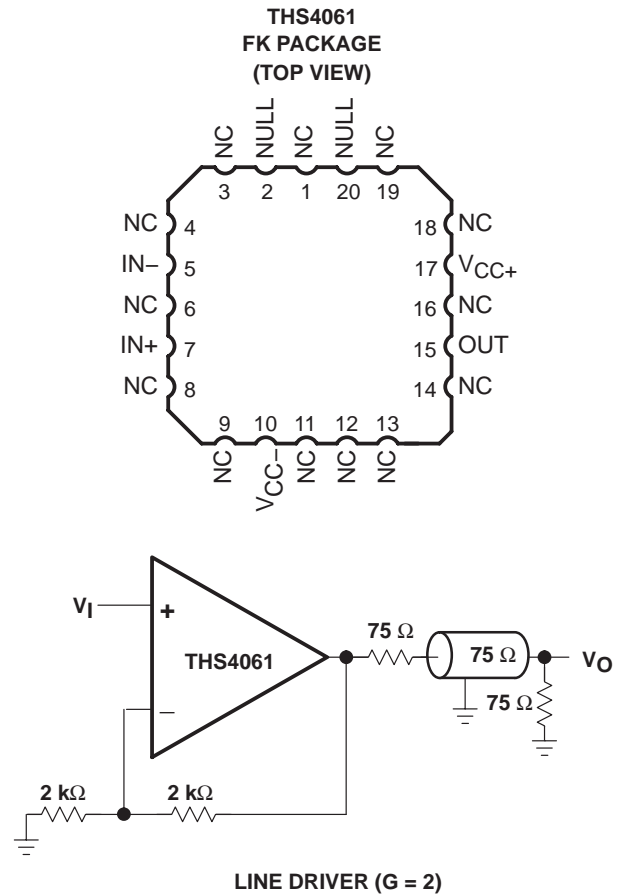 THS4061
FK PACKAGE
(TOP VIEW)
NC NULL NC NULL NC
3 2 1 20 19
NC 4 18 NC
IN– 5 17 VCC+
NC 6 16 NC
IN+ 7 15 OUT
NC 8 14 NC
9 10 11 12 13
NC VCC– NC NC NC
VI + THS4061 –
75 Ω 75 Ω VO
75 Ω
2 kΩ 2 kΩ
LINE DRIVER (G = 2)